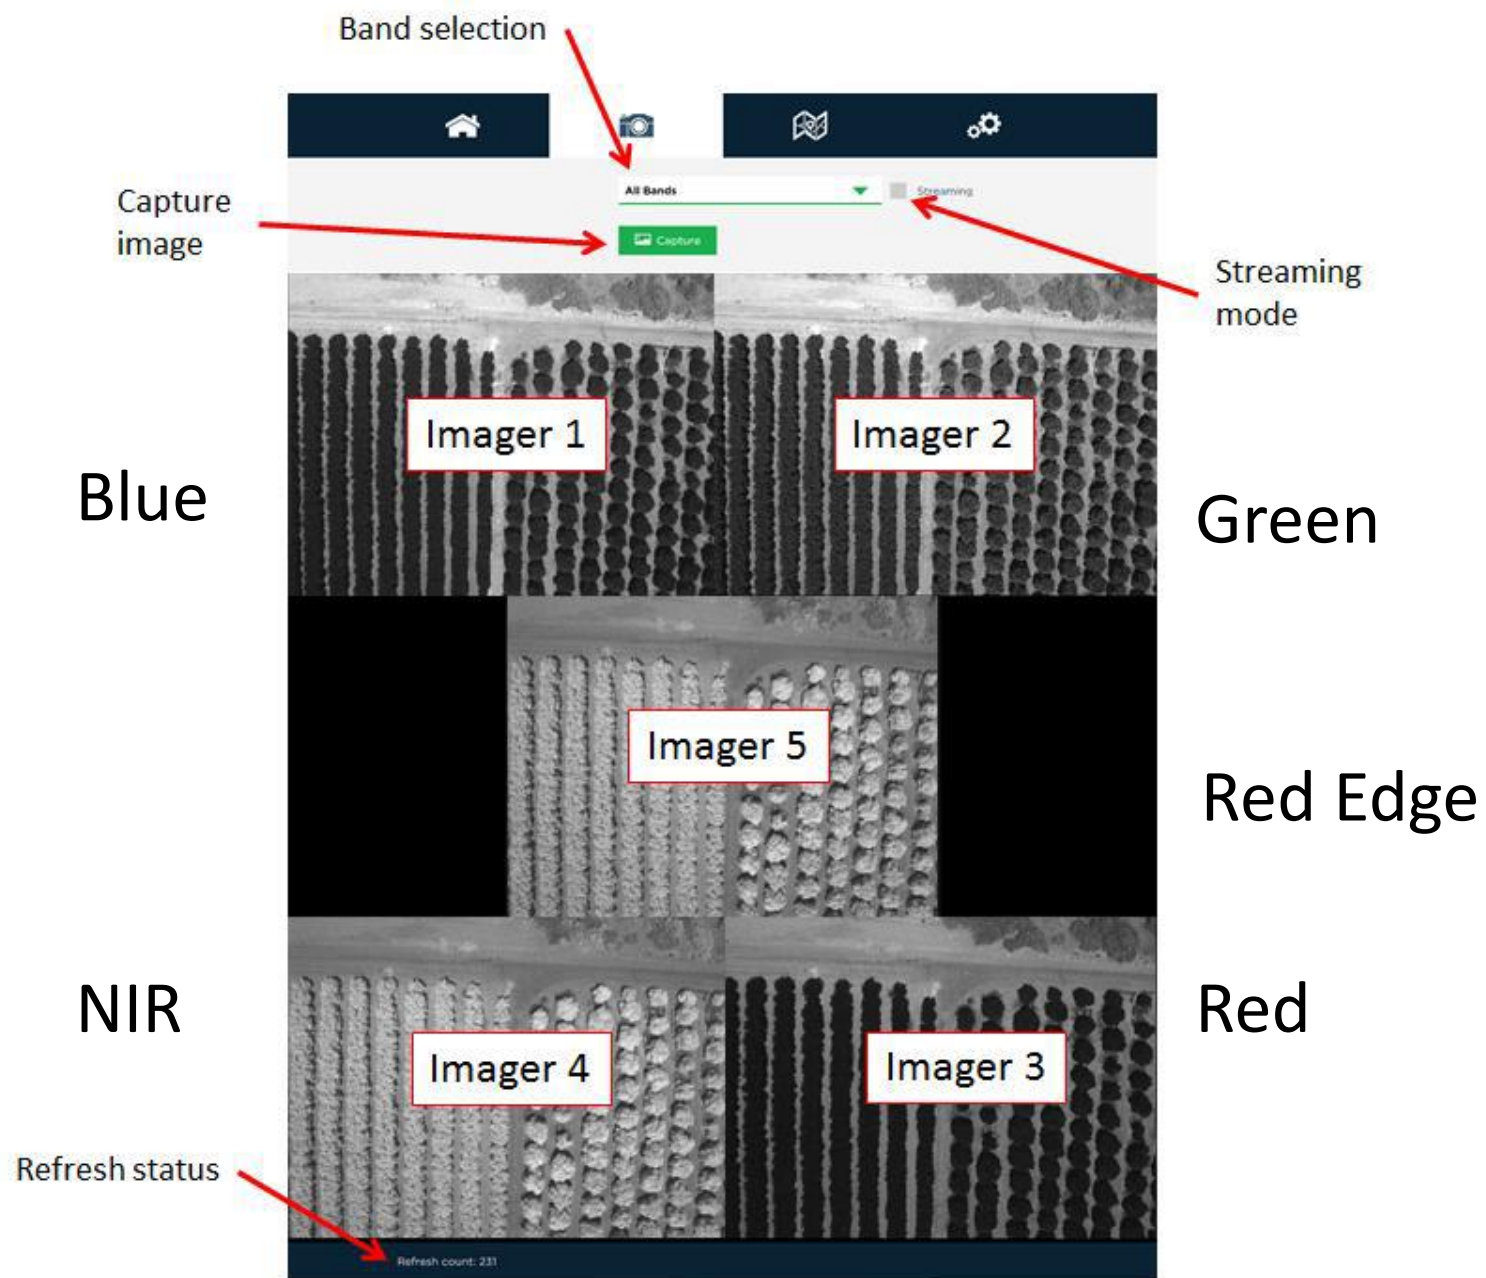 Band selection
All Bands
Streaming
Capture
image
Capture
Streaming
mode
Imager 1
Imager 2
Blue
Green
Imager 5
Red Edge
NIR
Red
Imager 4
Imager 3
Refresh status
Refresh count: 231